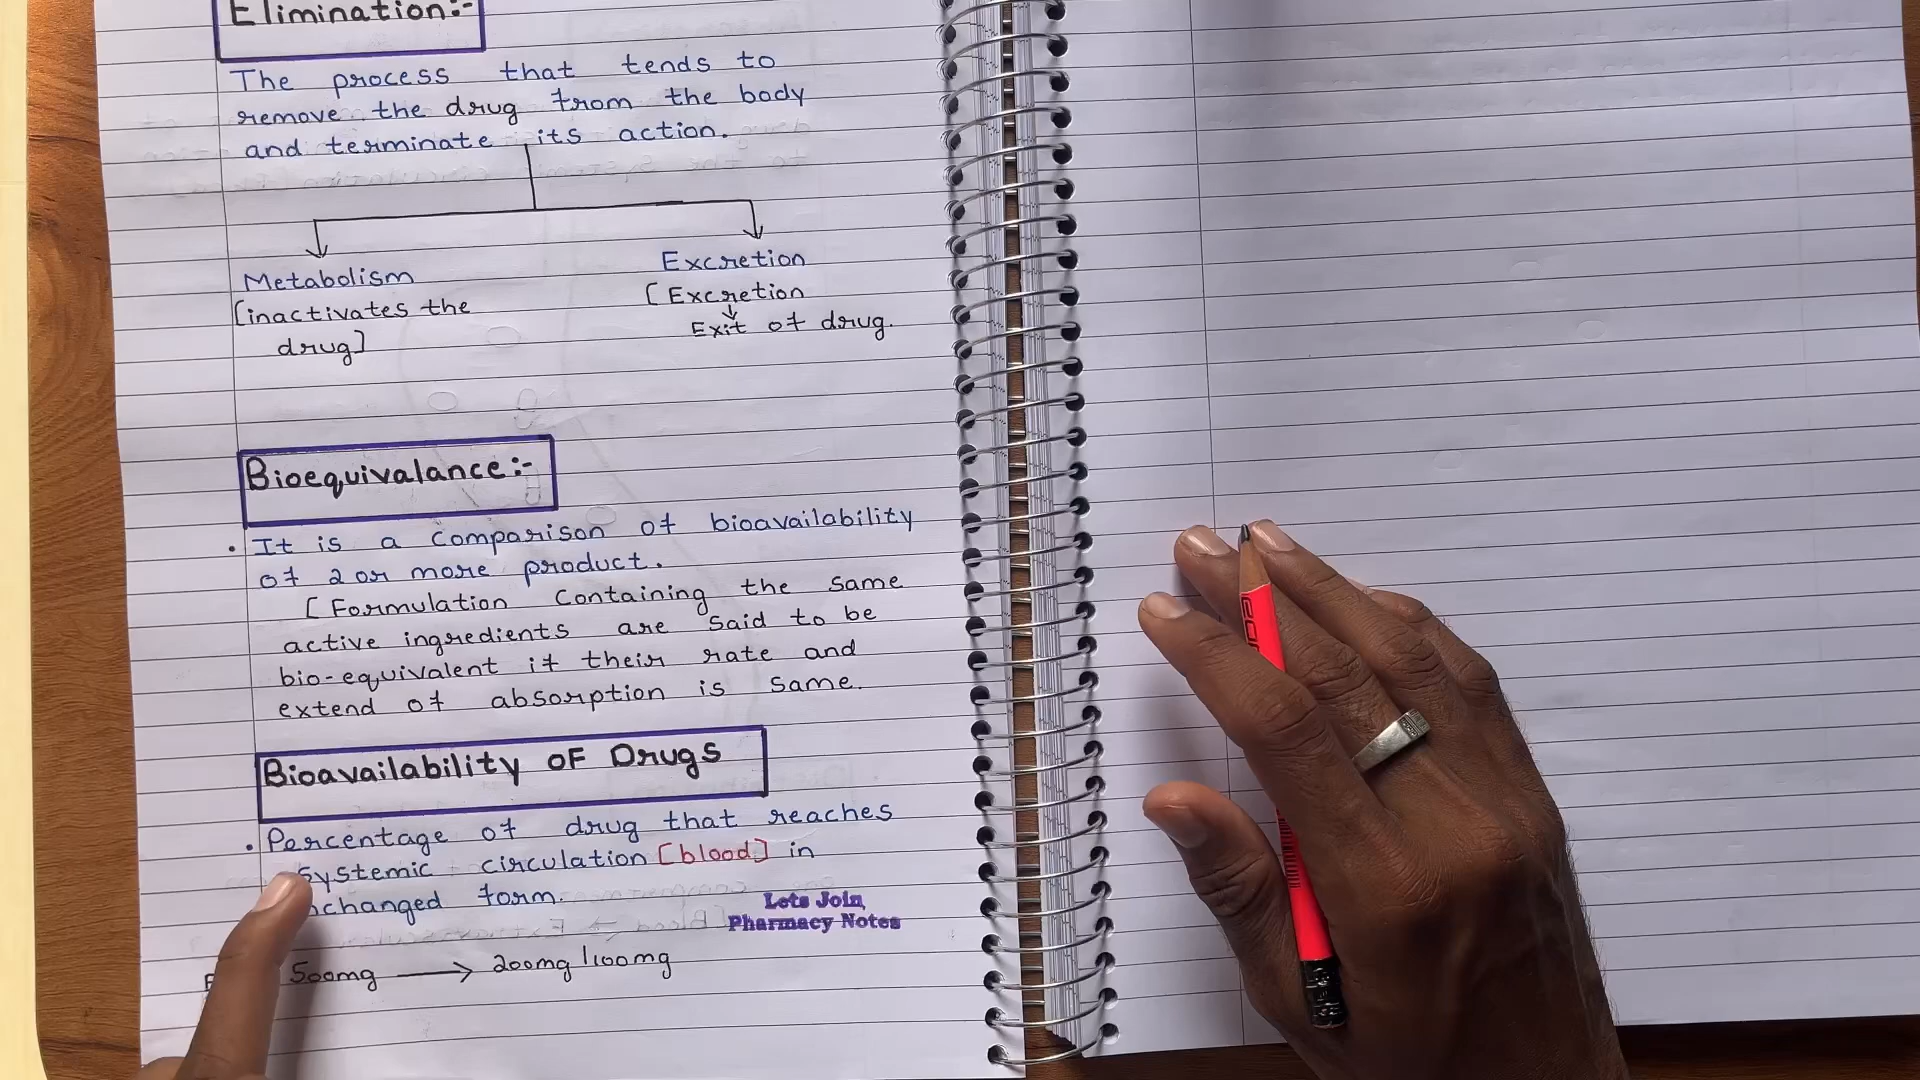 Elimination:-
The process that tends to
remove the drug from the body
and terminate its action.
Metabolism
[inactivates the
drug]
Excretion
[Excretion
↓
Exit of drug.
Bioequivalance:-
• It is a comparison of bioavailability
of 2 or more product.
[Formulation containing the same
active ingredients are said to be
bio-equivalent if their rate and
extend of absorption is same.
Bioavailability of Drugs
• Percentage of drug that reaches
systemic circulation [blood] in
nchanged form.
Lets Join,
Pharmacy Notes
500mg → 200mg | 100mg